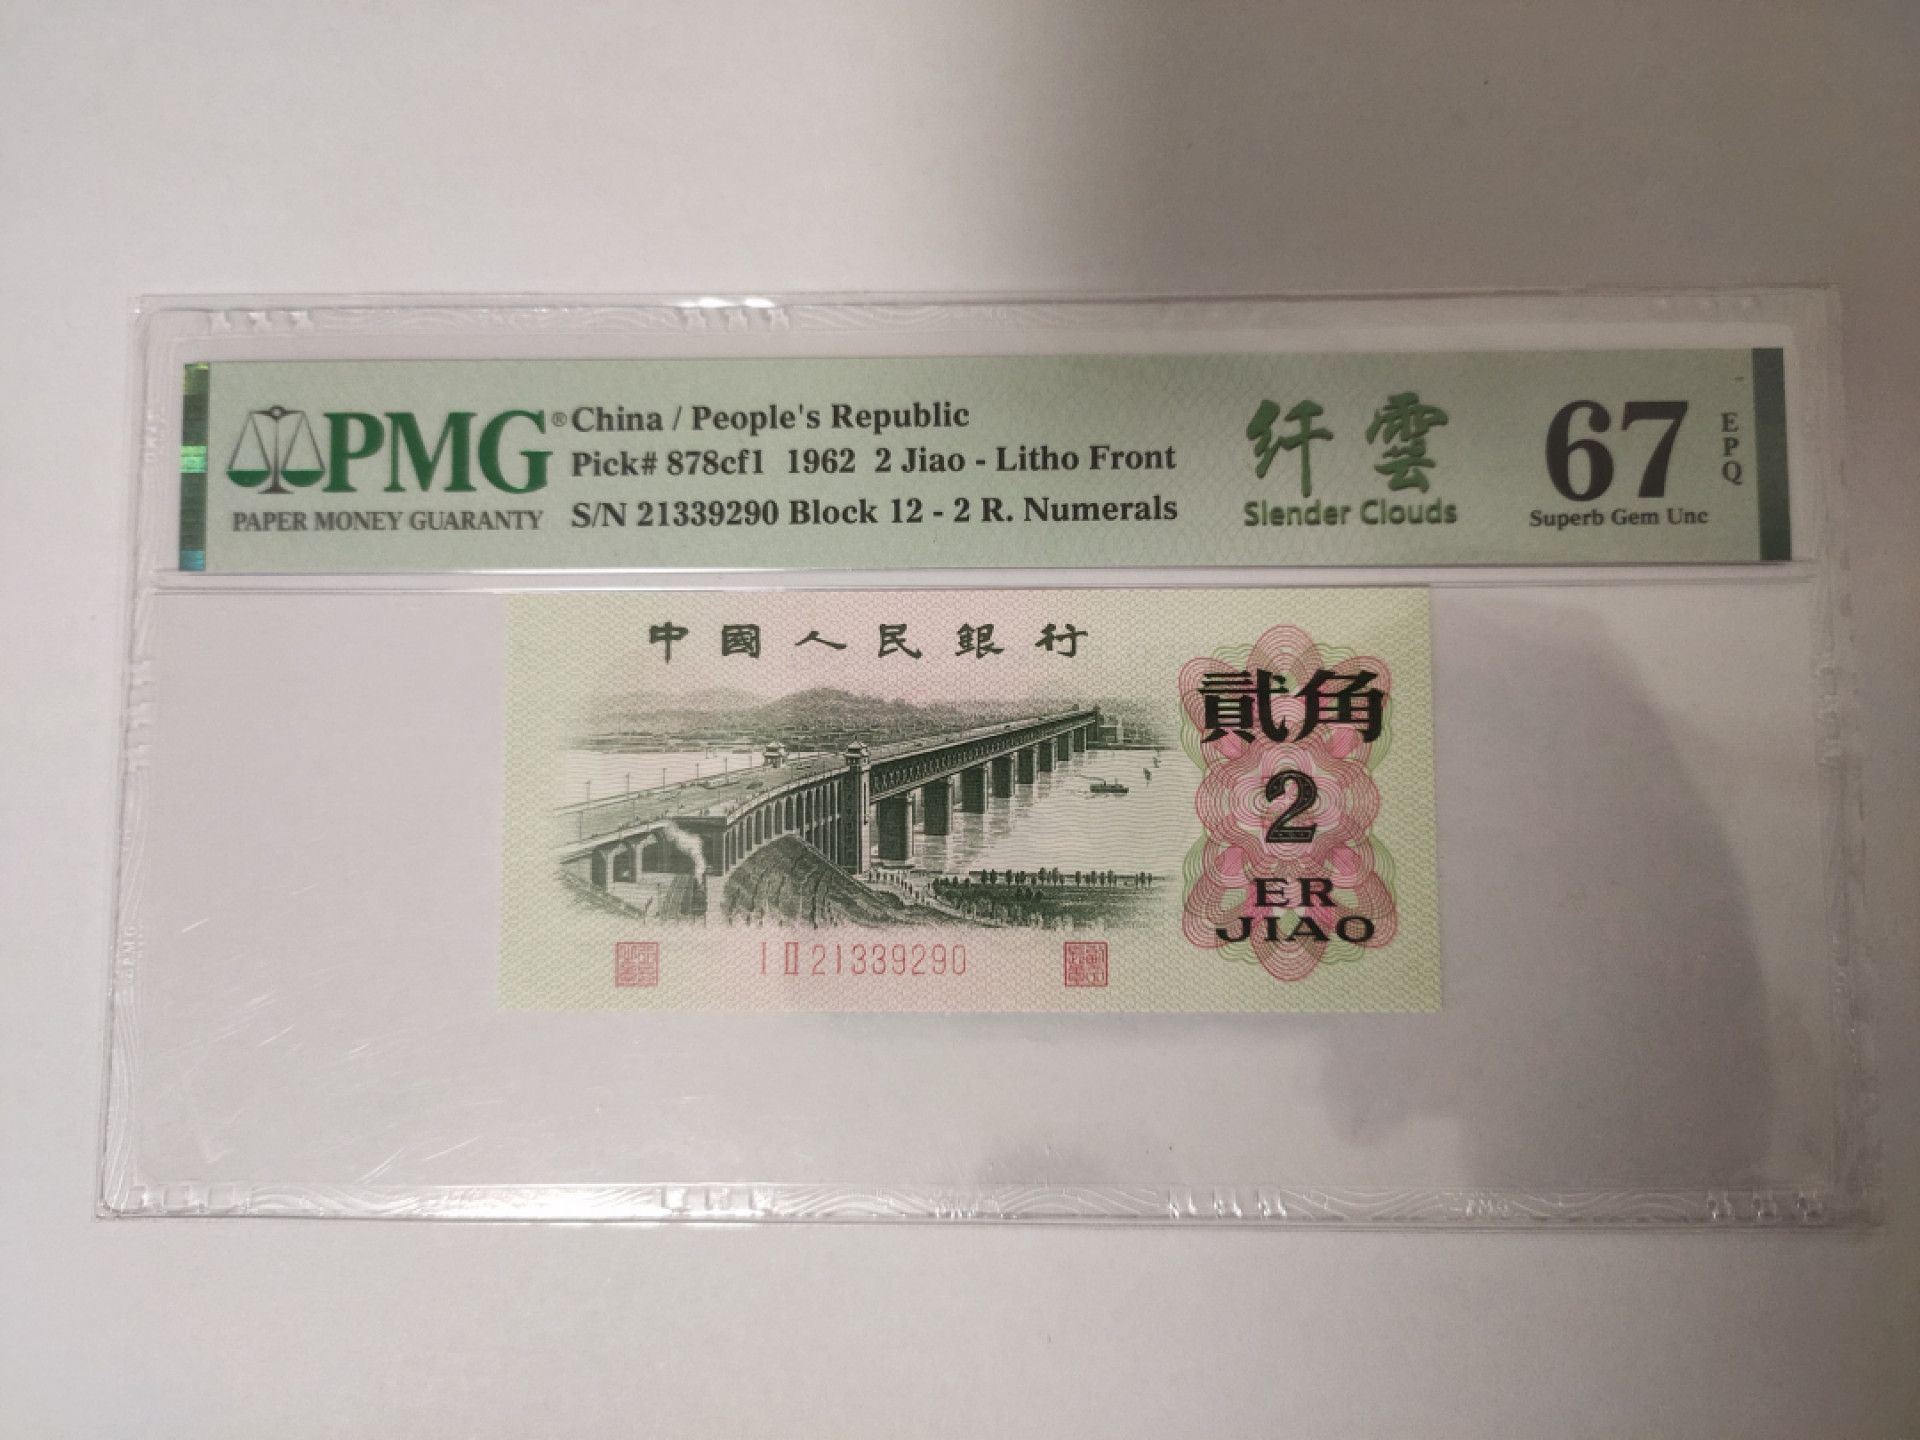 PMG®
PAPER MONEY GUARANTY
China / People's Republic
Pick# 878cf1 1962 2 Jiao - Litho Front
S/N 21339290 Block 12 - 2 R. Numerals
纤雲
Slender Clouds
67
Superb Gem Unc
EPQ
中國人民銀行
貳角
2
ER
JIAO
I II 21339290